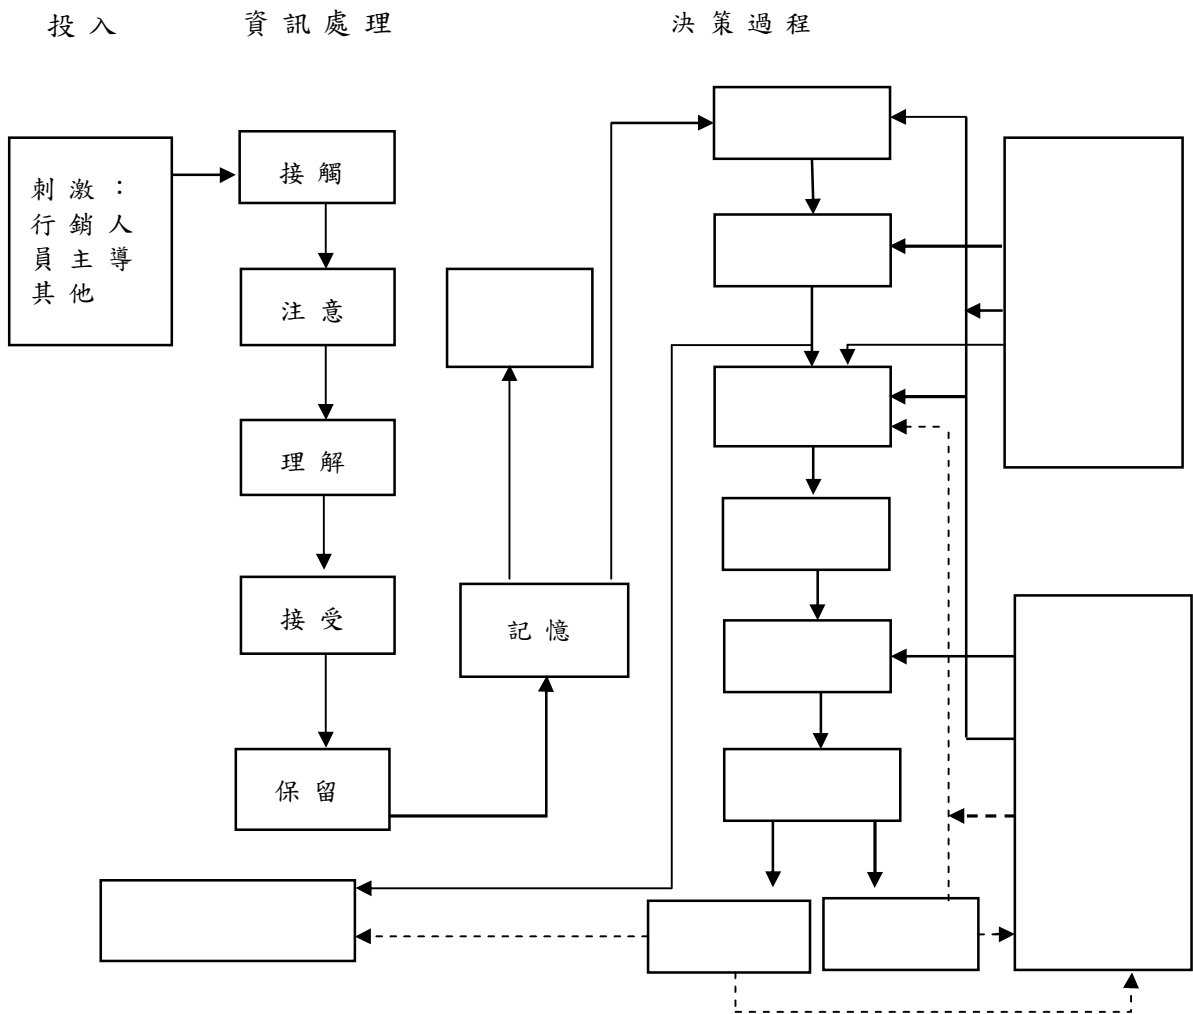 投入
資訊處理
決策過程
刺激：
行銷人
員主導
其他
接觸
注意
理解
接受
保留
記憶